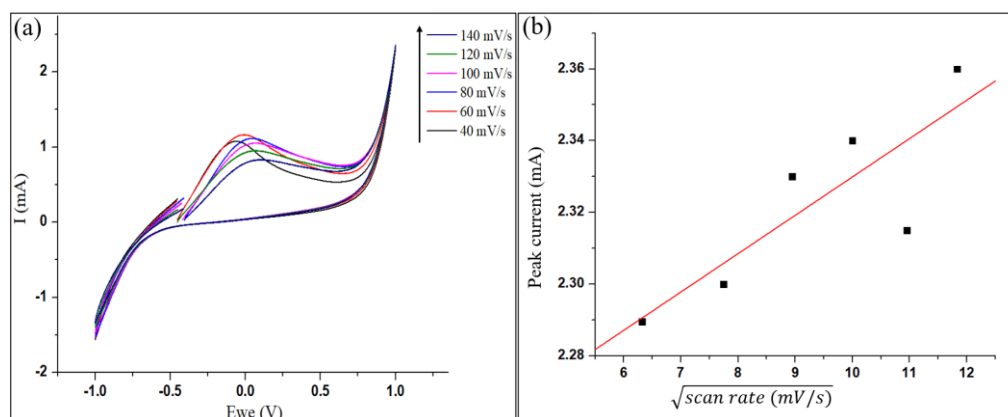 (a)
140 mV/s
120 mV/s
100 mV/s
80 mV/s
60 mV/s
40 mV/s
2
1
0
-1
-2
I (mA)
-1.0
-0.5
0.0
0.5
1.0
Ewe (V)
(b)
2.36
2.34
2.32
2.30
2.28
Peak current (mA)
6
7
8
9
10
11
12
√scan rate (mV/s)